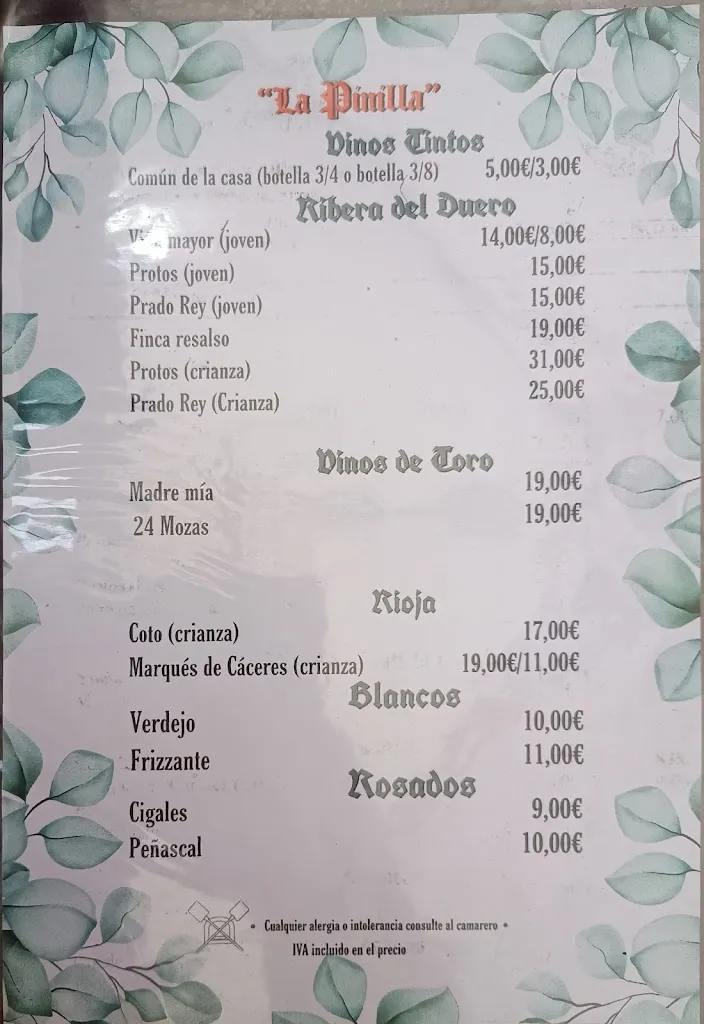 “La Pinilla”
Vinos Tintos
Común de la casa (botella 3/4 o botella 3/8) 5,00€/3,00€
Ribera del Duero
mayor (joven) 14,00€/8,00€
Protos (joven) 15,00€
Prado Rey (joven) 15,00€
Finca resalso 19,00€
Protos (crianza) 31,00€
Prado Rey (Crianza) 25,00€
Vinos de Toro
Madre mía 19,00€
24 Mozas 19,00€
Rioja
Coto (crianza) 17,00€
Marqués de Cáceres (crianza) 19,00€/11,00€
Blancos
Verdejo 10,00€
Frizzante 11,00€
Rosados
Cigales 9,00€
Peñascal 10,00€
• Cualquier alergia o intolerancia consulte al camarero •
IVA incluido en el precio